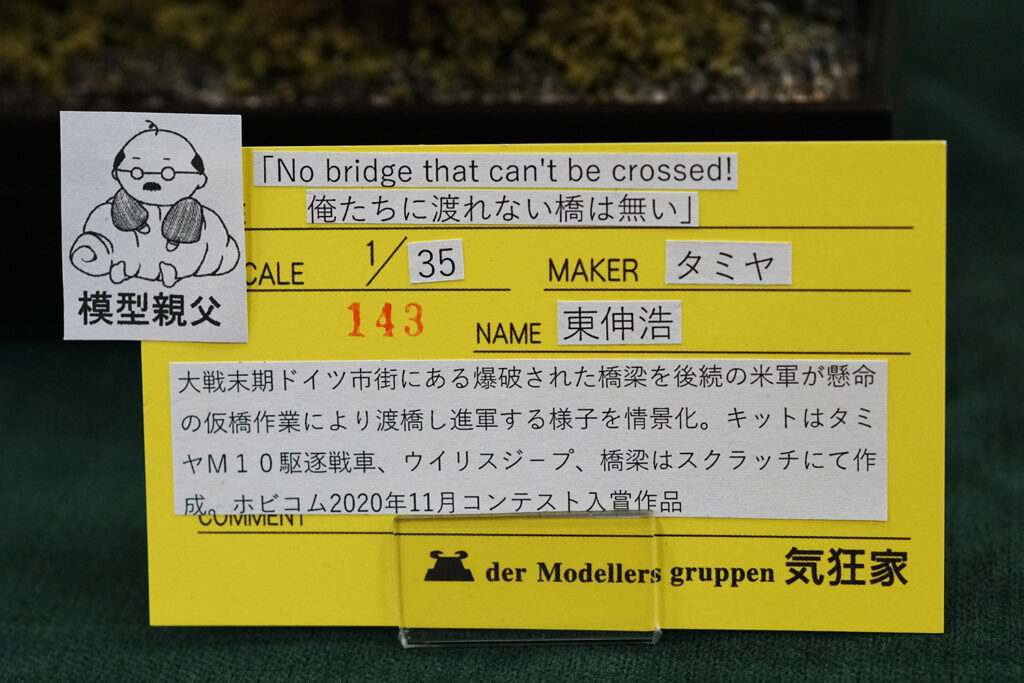 「No bridge that can't be crossed!
俺たちに渡れない橋は無い」
CALE 1/35 MAKER タミヤ
模型親父
143 NAME 東伸浩
大戦末期ドイツ市街にある爆破された橋梁を後続の米軍が懸命
の仮橋作業により渡橋し進軍する様子を情景化。キットはタミ
ヤM10駆逐戦車、ウイリスジープ、橋梁はスクラッチにて作
成。ホビコム2020年11月コンテスト入賞作品
COMMENT
der Modellers gruppen 気狂家